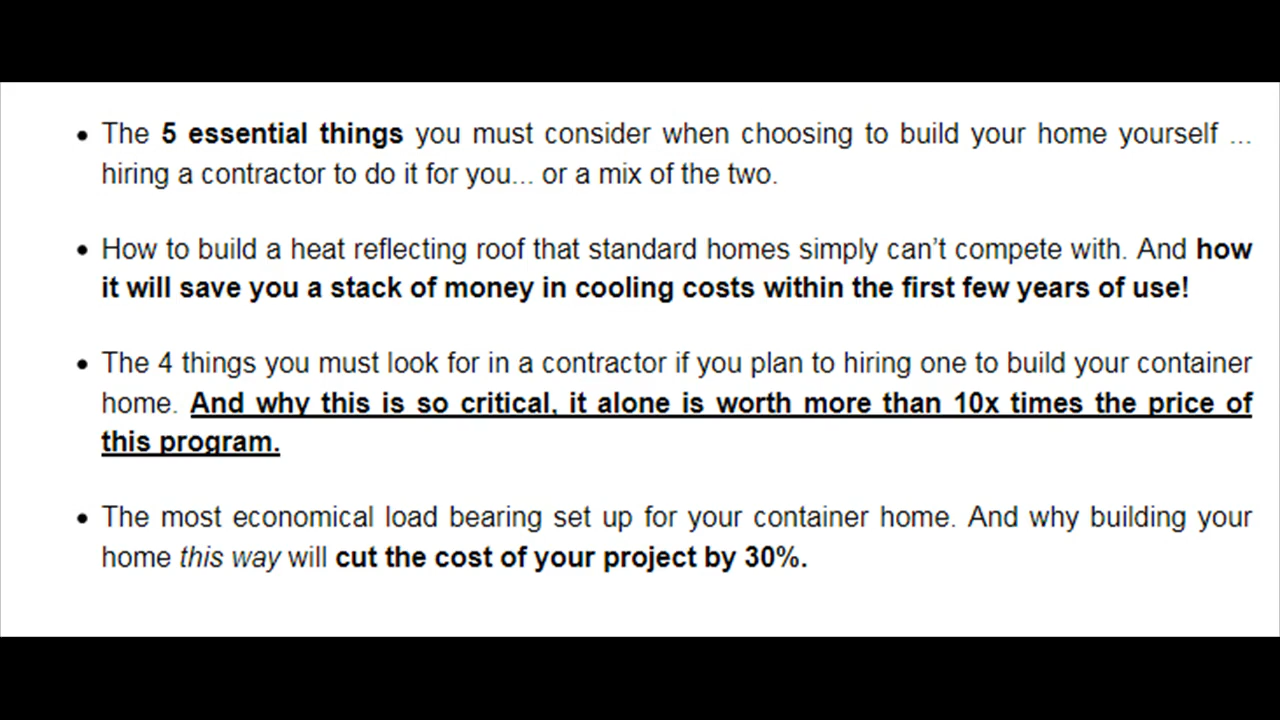 • The 5 essential things you must consider when choosing to build your home yourself ...
hiring a contractor to do it for you... or a mix of the two.
• How to build a heat reflecting roof that standard homes simply can’t compete with. And how
it will save you a stack of money in cooling costs within the first few years of use!
• The 4 things you must look for in a contractor if you plan to hiring one to build your container
home. And why this is so critical, it alone is worth more than 10x times the price of
this program.
• The most economical load bearing set up for your container home. And why building your
home this way will cut the cost of your project by 30%.